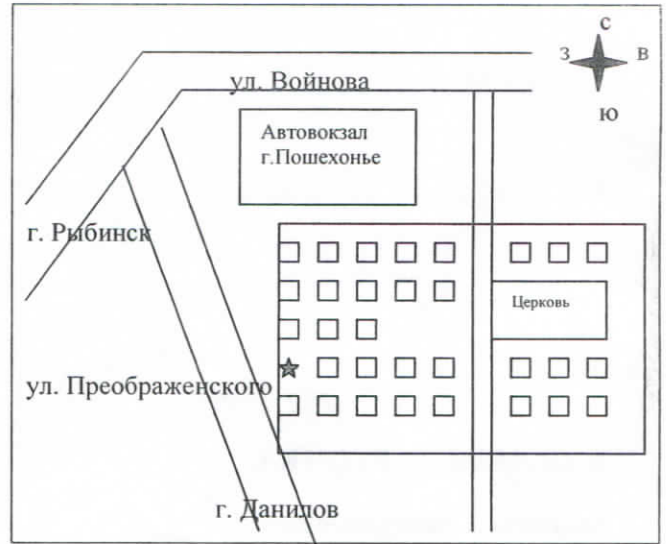 С
З
В
Ю
ул. Войнова
Автовокзал
г.Пошехонье
г. Рыбинск
Церковь
ул. Преображенского
г. Данилов